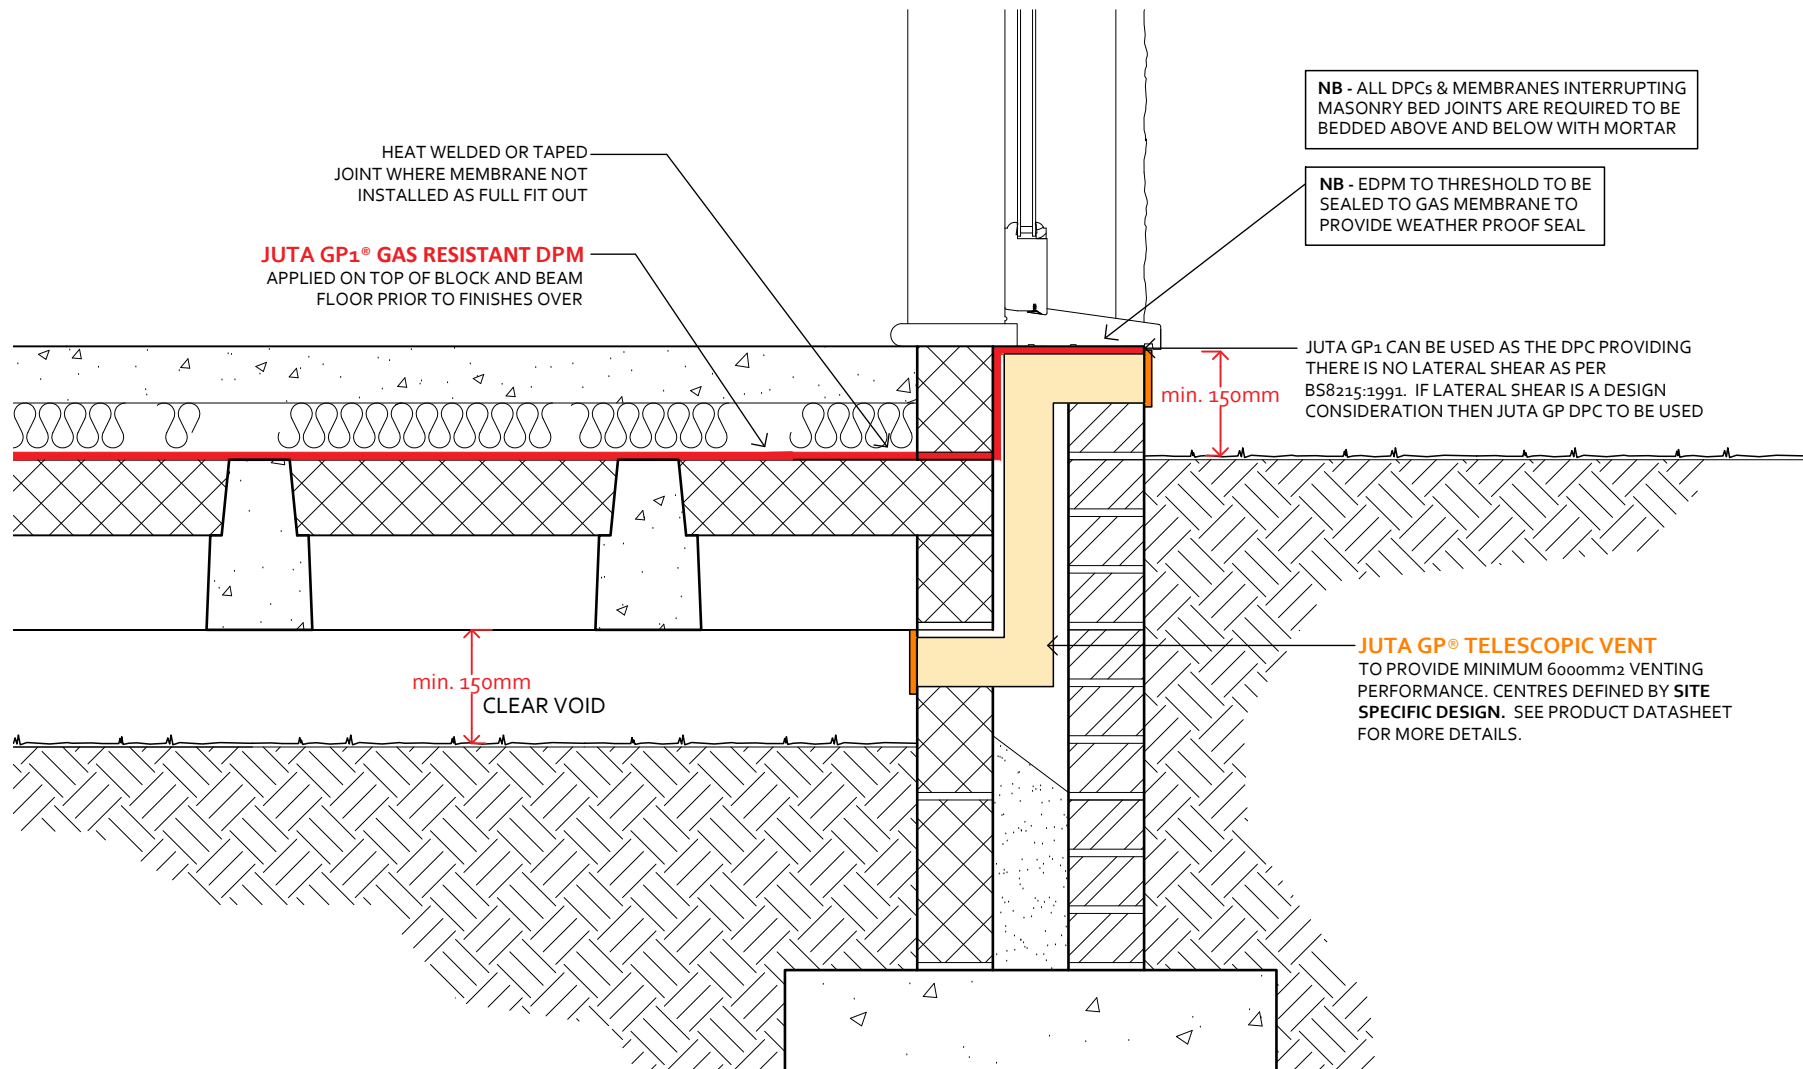 NB - ALL DPCs & MEMBRANES INTERRUPTING
MASONRY BED JOINTS ARE REQUIRED TO BE
BEDDED ABOVE AND BELOW WITH MORTAR
HEAT WELDED OR TAPED
JOINT WHERE MEMBRANE NOT
INSTALLED AS FULL FIT OUT
NB - EDPM TO THRESHOLD TO BE
SEALED TO GAS MEMBRANE TO
PROVIDE WEATHER PROOF SEAL
JUTA GP1® GAS RESISTANT DPM
APPLIED ON TOP OF BLOCK AND BEAM
FLOOR PRIOR TO FINISHES OVER
JUTA GP1 CAN BE USED AS THE DPC PROVIDING
THERE IS NO LATERAL SHEAR AS PER
BS8215:1991. IF LATERAL SHEAR IS A DESIGN
CONSIDERATION THEN JUTA GP DPC TO BE USED
min. 150mm
JUTA GP® TELESCOPIC VENT
TO PROVIDE MINIMUM 6000mm2 VENTING
PERFORMANCE. CENTRES DEFINED BY SITE
SPECIFIC DESIGN. SEE PRODUCT DATASHEET
FOR MORE DETAILS.
min. 150mm
CLEAR VOID